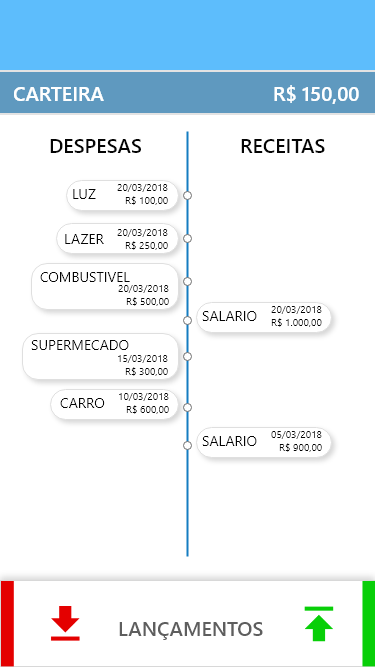 CARTEIRA R$ 150,00
DESPESAS RECEITAS
LUZ 20/03/2018
R$ 100,00
LAZER 20/03/2018
R$ 250,00
COMBUSTIVEL
20/03/2018
R$ 500,00
SALARIO 20/03/2018
R$ 1.000,00
SUPERMECADO
15/03/2018
R$ 300,00
CARRO 10/03/2018
R$ 600,00
SALARIO 05/03/2018
R$ 900,00
LANÇAMENTOS